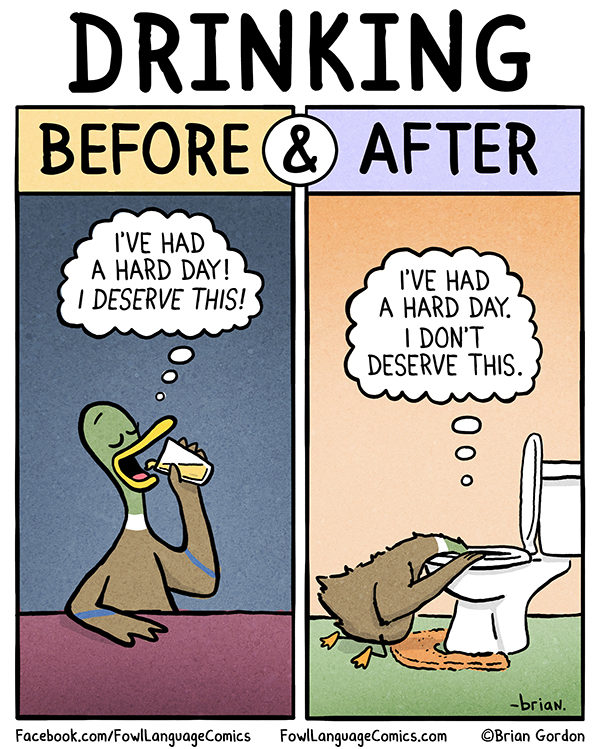 DRINKING
BEFORE & AFTER
I'VE HAD
A HARD DAY!
I DESERVE THIS!
I'VE HAD
A HARD DAY.
I DON'T
DESERVE THIS.
-brian.
Facebook.com/FowlLanguageComics FowlLanguageComics.com ©Brian Gordon